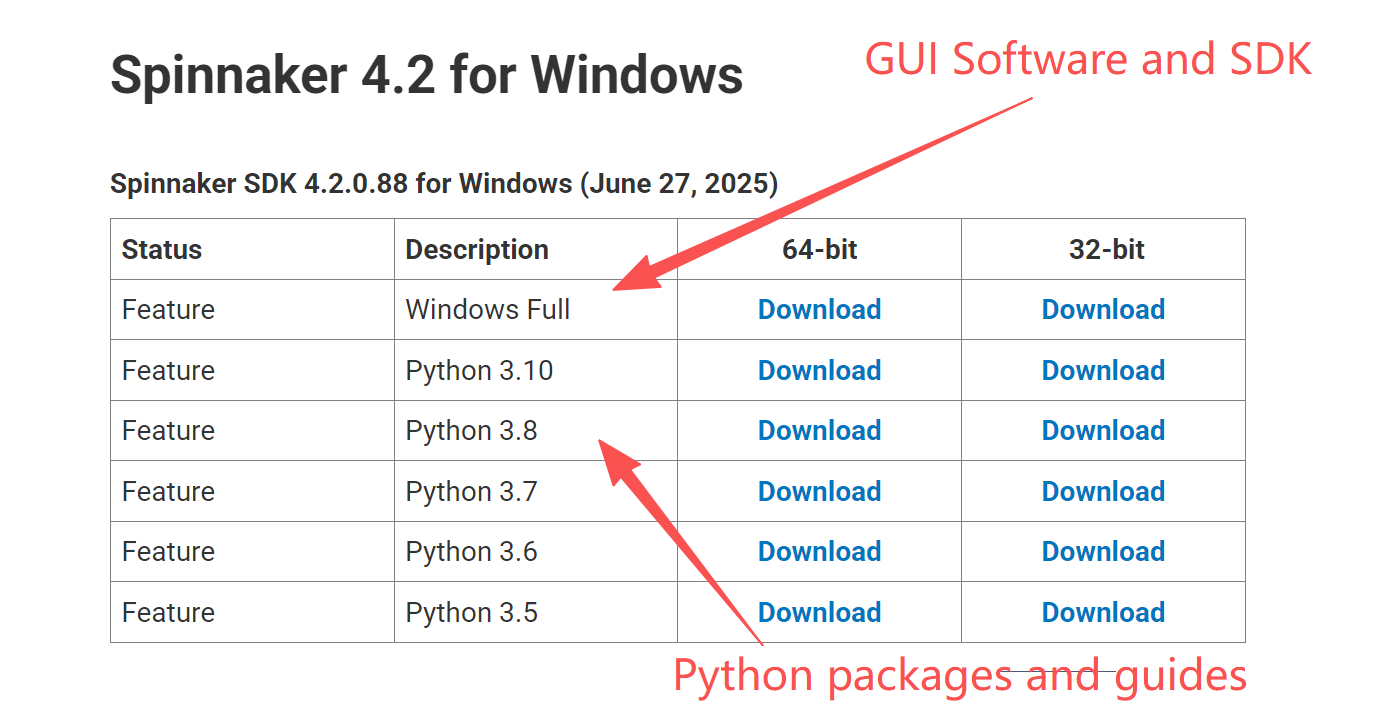 GUI Software and SDK
Spinnaker 4.2 for Windows
Spinnaker SDK 4.2.0.88 for Windows (June 27, 2025)
Status Description 64-bit 32-bit
Feature Windows Full Download Download
Feature Python 3.10 Download Download
Feature Python 3.8 Download Download
Feature Python 3.7 Download Download
Feature Python 3.6 Download Download
Feature Python 3.5 Download Download
Python packages and guides